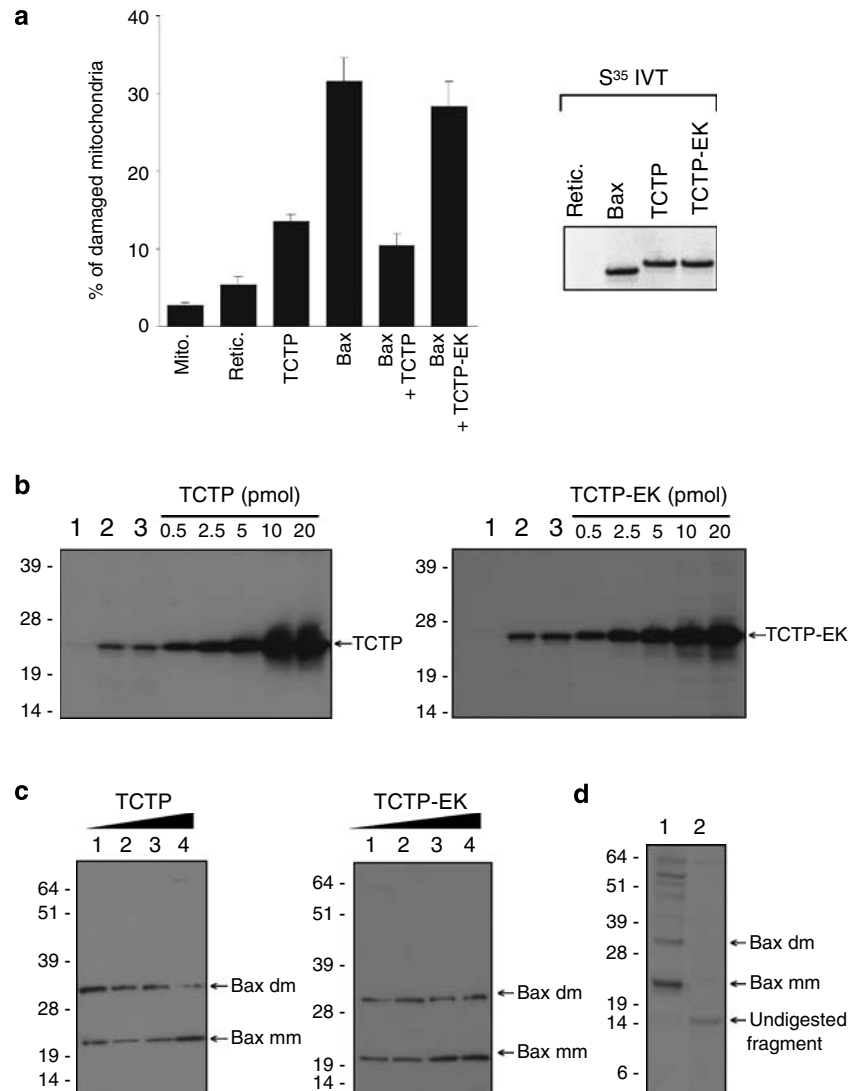 a
40
30
20
10
0
% of damaged mitochondria
Mito.
Retic.
TCTP
Bax
Bax
+ TCTP
Bax
+ TCTP-EK
S35 IVT
Retic.
Bax
TCTP
TCTP-EK
b
TCTP (pmol)
1 2 3 0.5 2.5 5 10 20
39 -
28 -
19 -
14 -
←TCTP
TCTP-EK (pmol)
1 2 3 0.5 2.5 5 10 20
39 -
28 -
19 -
14 -
←TCTP-EK
c
TCTP
1 2 3 4
64 -
51 -
39 -
28 -
19 -
14 -
←Bax dm
←Bax mm
TCTP-EK
1 2 3 4
64 -
51 -
39 -
28 -
19 -
14 -
←Bax dm
←Bax mm
d
1 2
64 -
51 -
39 -
28 -
19 -
14 -
6 -
←Bax dm
←Bax mm
←Undigested
fragment